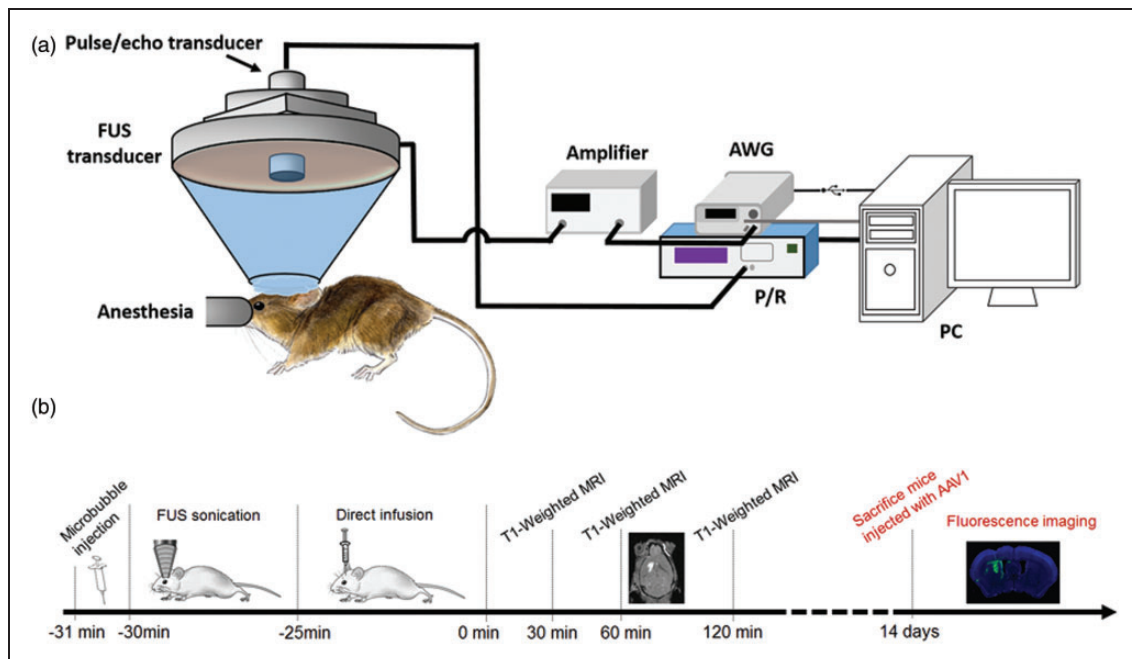 (a)
Pulse/echo transducer
FUS
transducer
Amplifier
AWG
Anesthesia
P/R
PC
(b)
Microbubble
injection
FUS sonication
Direct infusion
T1-Weighted MRI
T1-Weighted MRI
T1-Weighted MRI
Sacrifice mice
injected with AAV1
Fluorescence imaging
-31 min
-30min
-25min
0 min
30 min
60 min
120 min
14 days